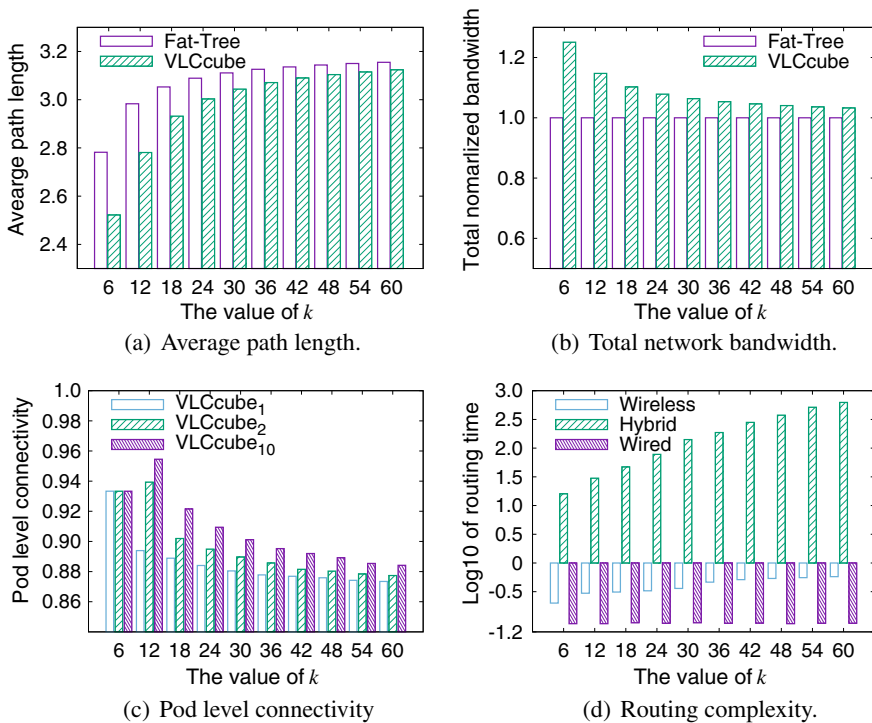 3.2
3.0
2.8
2.6
2.4
Avearge path length
Fat-Tree
VLCcube
6 12 18 24 30 36 42 48 54 60
The value of k
(a) Average path length.
1.2
1.0
0.8
0.6
Total nomarlized bandwidth
Fat-Tree
VLCcube
6 12 18 24 30 36 42 48 54 60
The value of k
(b) Total network bandwidth.
1.0
0.98
0.96
0.94
0.92
0.90
0.88
0.86
Pod level connectivity
VLCcube1
VLCcube2
VLCcube10
6 12 18 24 30 36 42 48 54 60
The value of k
(c) Pod level connectivity
3.0
2.5
2.0
1.5
1.0
0.5
0
-0.5
-1.2
Log10 of routing time
Wireless
Hybrid
Wired
6 12 18 24 30 36 42 48 54 60
The value of k
(d) Routing complexity.